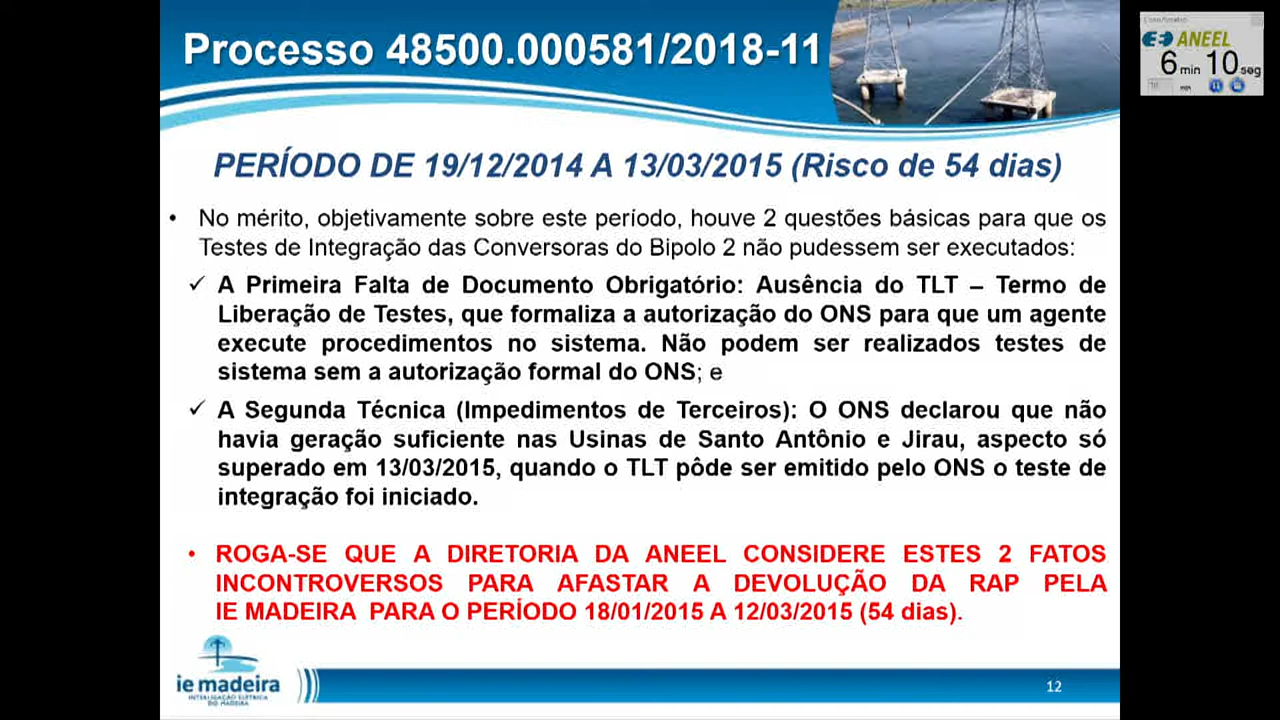 Processo 48500.000581/2018-11
ANEEL
6 min 10 seg
PERÍODO DE 19/12/2014 A 13/03/2015 (Risco de 54 dias)
• No mérito, objetivamente sobre este período, houve 2 questões básicas para que os
Testes de Integração das Conversoras do Bipolo 2 não pudessem ser executados:
✓ A Primeira Falta de Documento Obrigatório: Ausência do TLT – Termo de
Liberação de Testes, que formaliza a autorização do ONS para que um agente
execute procedimentos no sistema. Não podem ser realizados testes de
sistema sem a autorização formal do ONS; e
✓ A Segunda Técnica (Impedimentos de Terceiros): O ONS declarou que não
havia geração suficiente nas Usinas de Santo Antônio e Jirau, aspecto só
superado em 13/03/2015, quando o TLT pôde ser emitido pelo ONS o teste de
integração foi iniciado.
• ROGA-SE QUE A DIRETORIA DA ANEEL CONSIDERE ESTES 2 FATOS
INCONTROVERSOS PARA AFASTAR A DEVOLUÇÃO DA RAP PELA
IE MADEIRA PARA O PERÍODO 18/01/2015 A 12/03/2015 (54 dias).
ie madeira
INTERLIGAÇÃO ELÉTRICA
DO MADEIRA
12